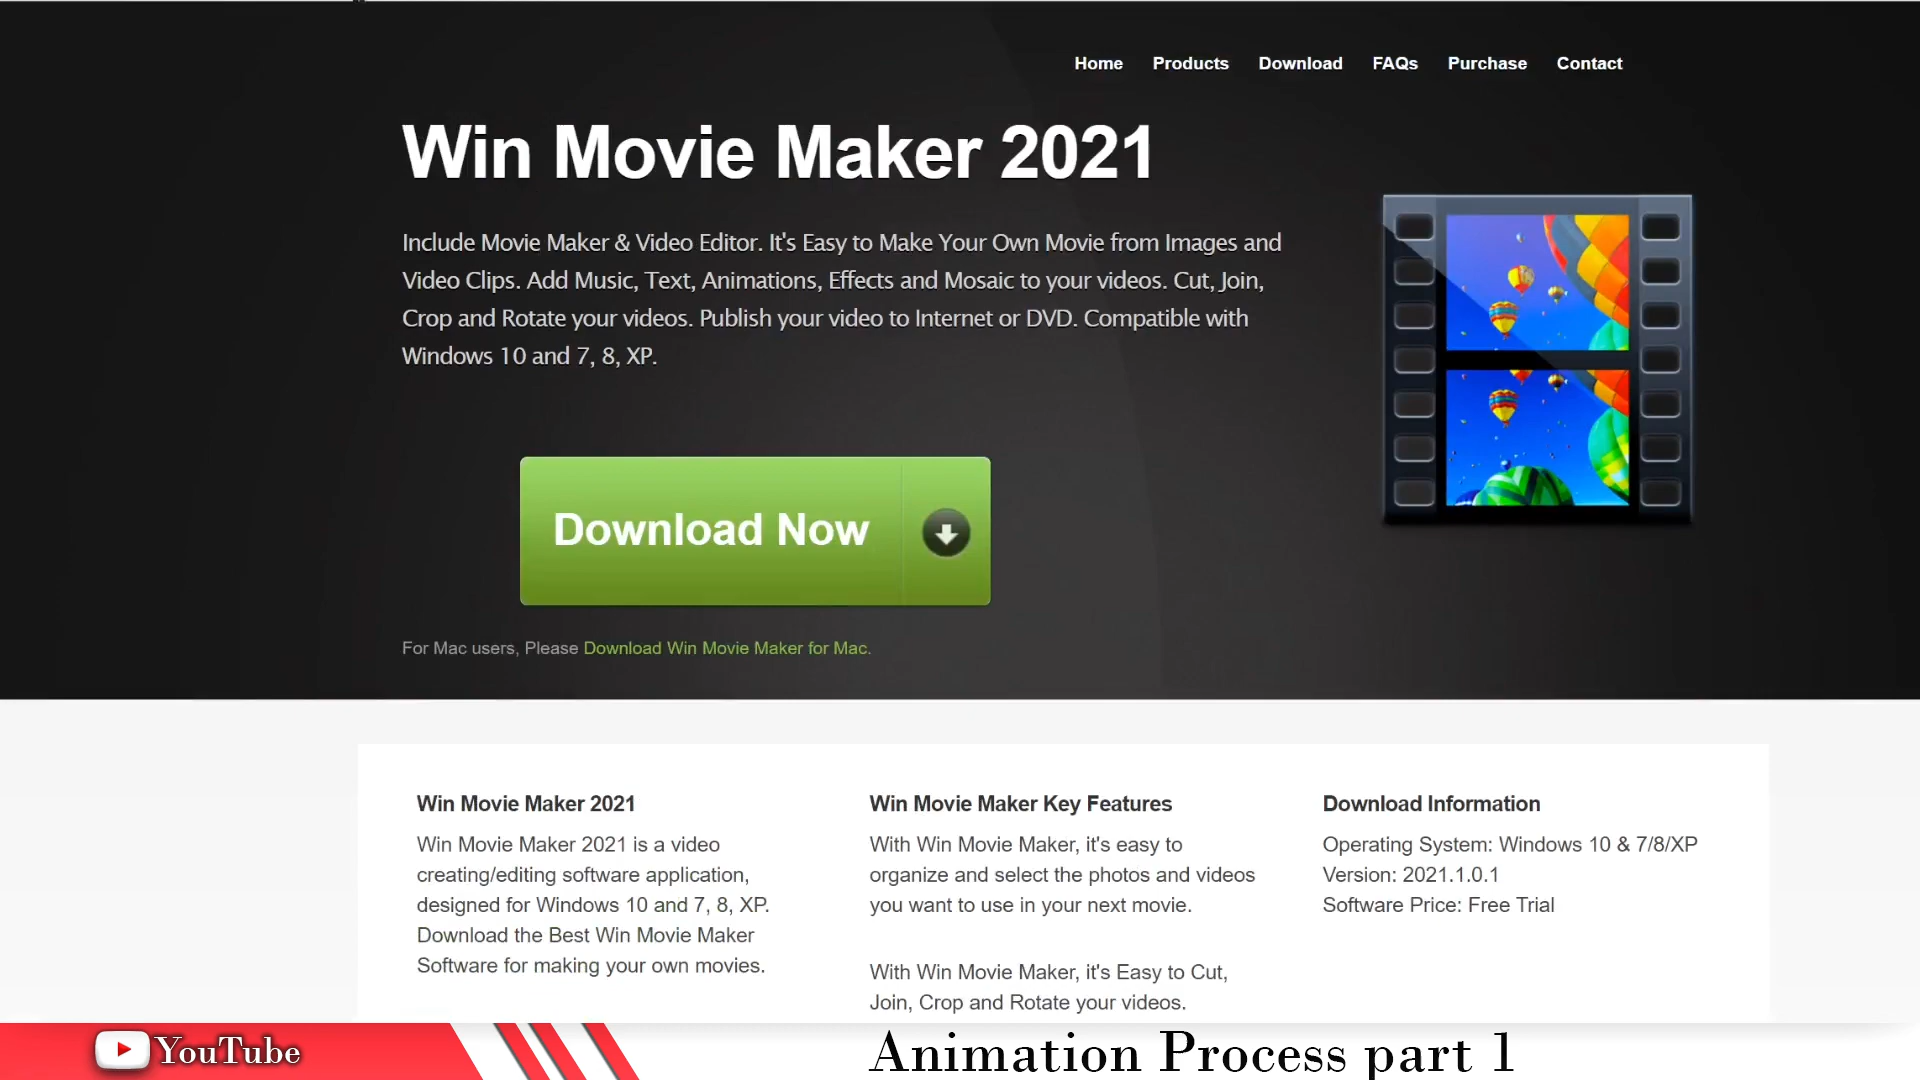 Home Products Download FAQs Purchase Contact
Win Movie Maker 2021
Include Movie Maker & Video Editor. It's Easy to Make Your Own Movie from Images and
Video Clips. Add Music, Text, Animations, Effects and Mosaic to your videos. Cut, Join,
Crop and Rotate your videos. Publish your video to Internet or DVD. Compatible with
Windows 10 and 7, 8, XP.
Download Now
For Mac users, Please Download Win Movie Maker for Mac.
Win Movie Maker 2021
Win Movie Maker 2021 is a video
creating/editing software application,
designed for Windows 10 and 7, 8, XP.
Download the Best Win Movie Maker
Software for making your own movies.
Win Movie Maker Key Features
With Win Movie Maker, it's easy to
organize and select the photos and videos
you want to use in your next movie.
With Win Movie Maker, it's Easy to Cut,
Join, Crop and Rotate your videos.
Download Information
Operating System: Windows 10 & 7/8/XP
Version: 2021.1.0.1
Software Price: Free Trial
YouTube
Animation Process part 1